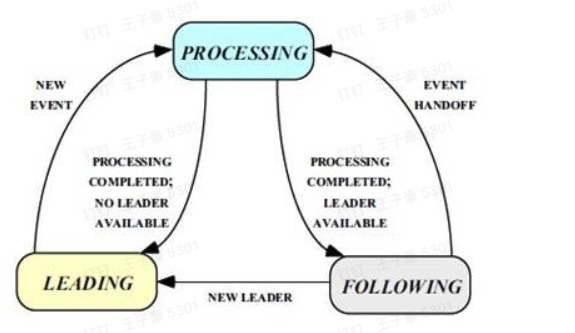 钉钉 王子豪 5301
PROCESSING
NEW
EVENT
EVENT
HANDOFF
PROCESSING
COMPLETED;
NO LEADER
AVAILABLE
PROCESSING
COMPLETED;
LEADER
AVAILABLE
LEADING
FOLLOWING
NEW LEADER